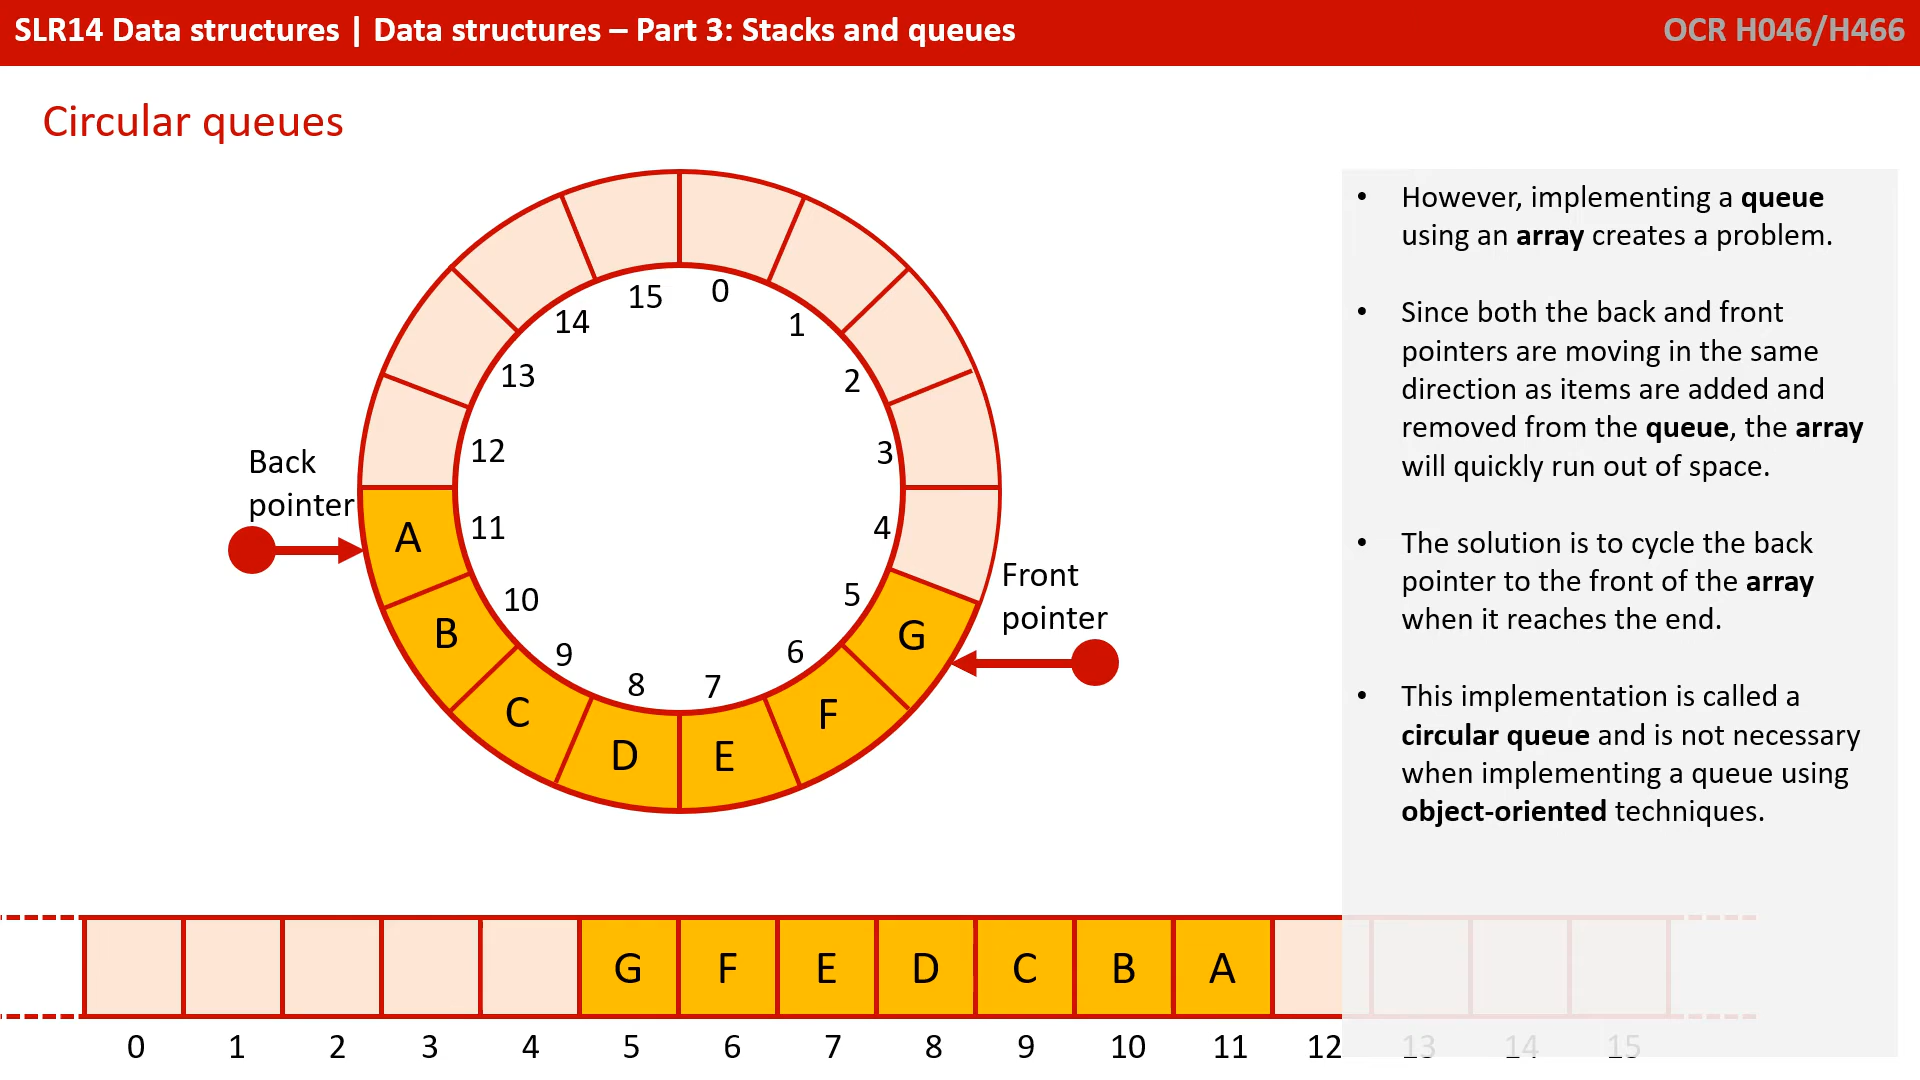 SLR14 Data structures | Data structures – Part 3: Stacks and queues
OCR H046/H466
Circular queues
15 0
14 1
13 2
12 3
11 4
10 5
9 6
8 7
Back
pointer
Front
pointer
A
B
C
D
E
F
G
• However, implementing a queue
using an array creates a problem.
• Since both the back and front
pointers are moving in the same
direction as items are added and
removed from the queue, the array
will quickly run out of space.
• The solution is to cycle the back
pointer to the front of the array
when it reaches the end.
• This implementation is called a
circular queue and is not necessary
when implementing a queue using
object-oriented techniques.
G F E D C B A
0 1 2 3 4 5 6 7 8 9 10 11 12 13 14 15